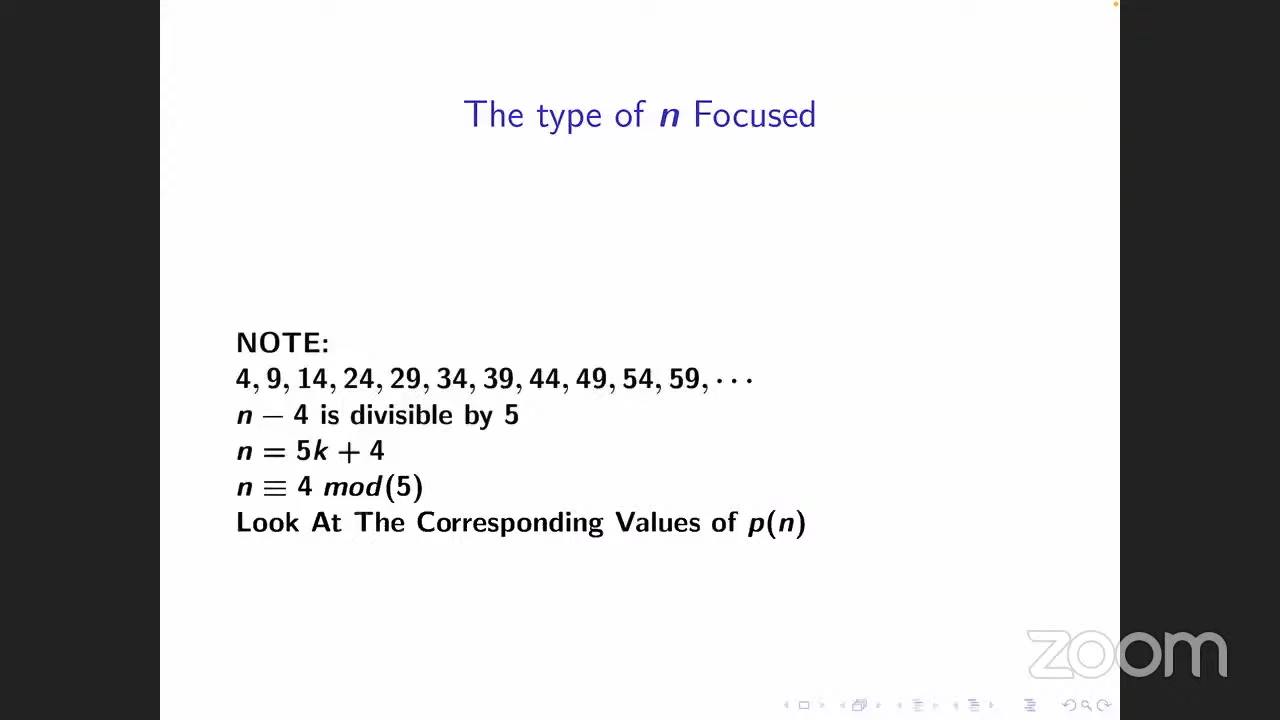 The type of n Focused
NOTE:
4, 9, 14, 24, 29, 34, 39, 44, 49, 54, 59, ···
n − 4 is divisible by 5
n = 5k + 4
n ≡ 4 mod(5)
Look At The Corresponding Values of p(n)
zoom